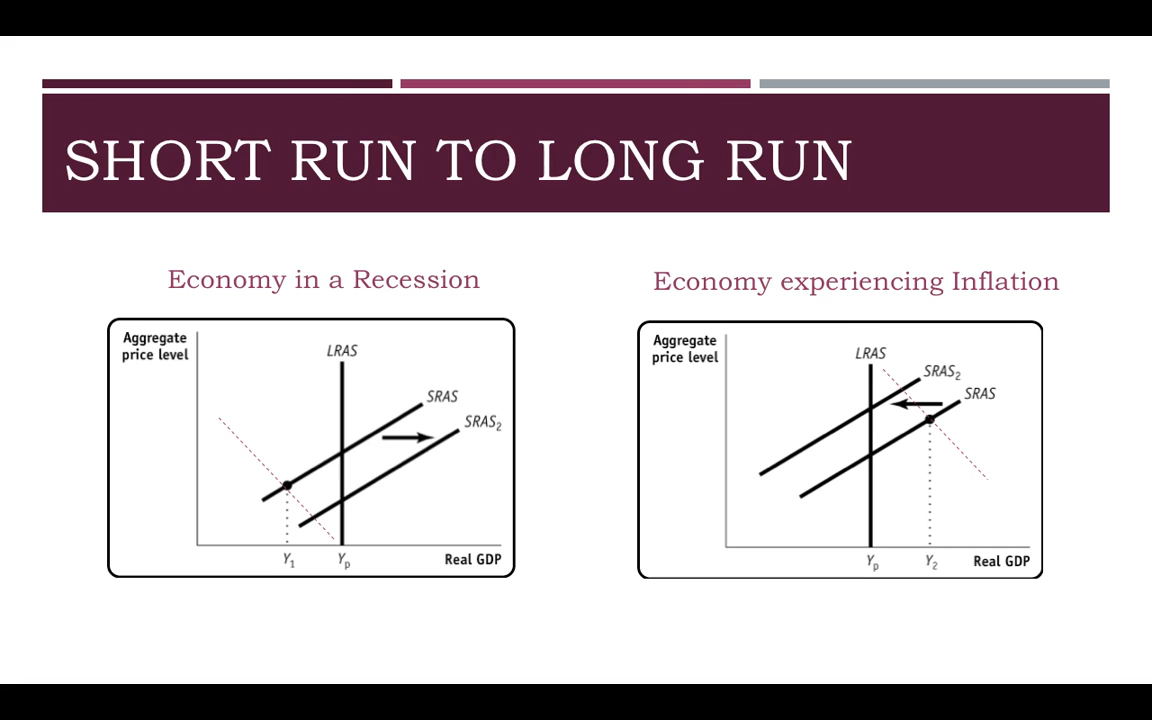 SHORT RUN TO LONG RUN
Economy in a Recession
Aggregate
price level
LRAS
SRAS
SRAS2
Y1
Yp
Real GDP
Economy experiencing Inflation
Aggregate
price level
LRAS
SRAS2
SRAS
Yp
Y2
Real GDP